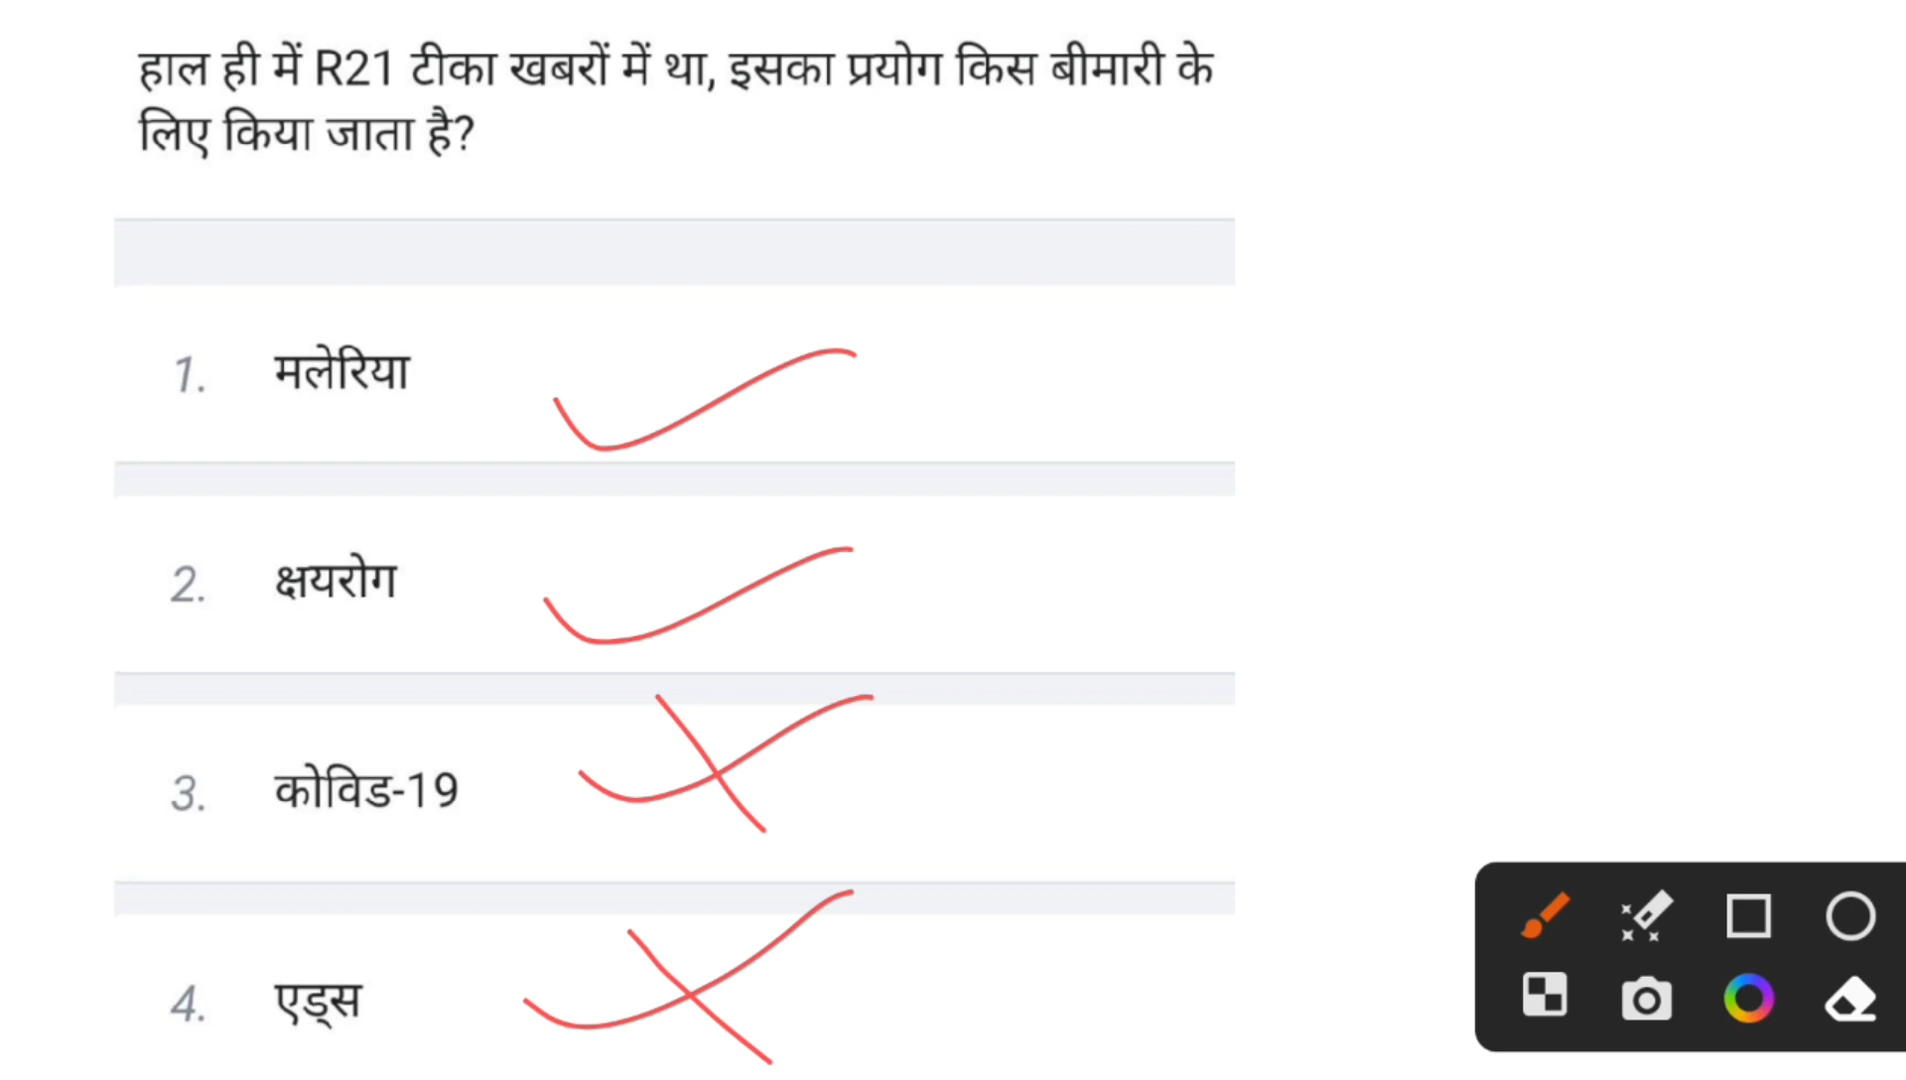 हाल ही में R21 टीका खबरों में था, इसका प्रयोग किस बीमारी के
लिए किया जाता है?
1. मलेरिया
2. क्षयरोग
3. कोविड-19
4. एड्स